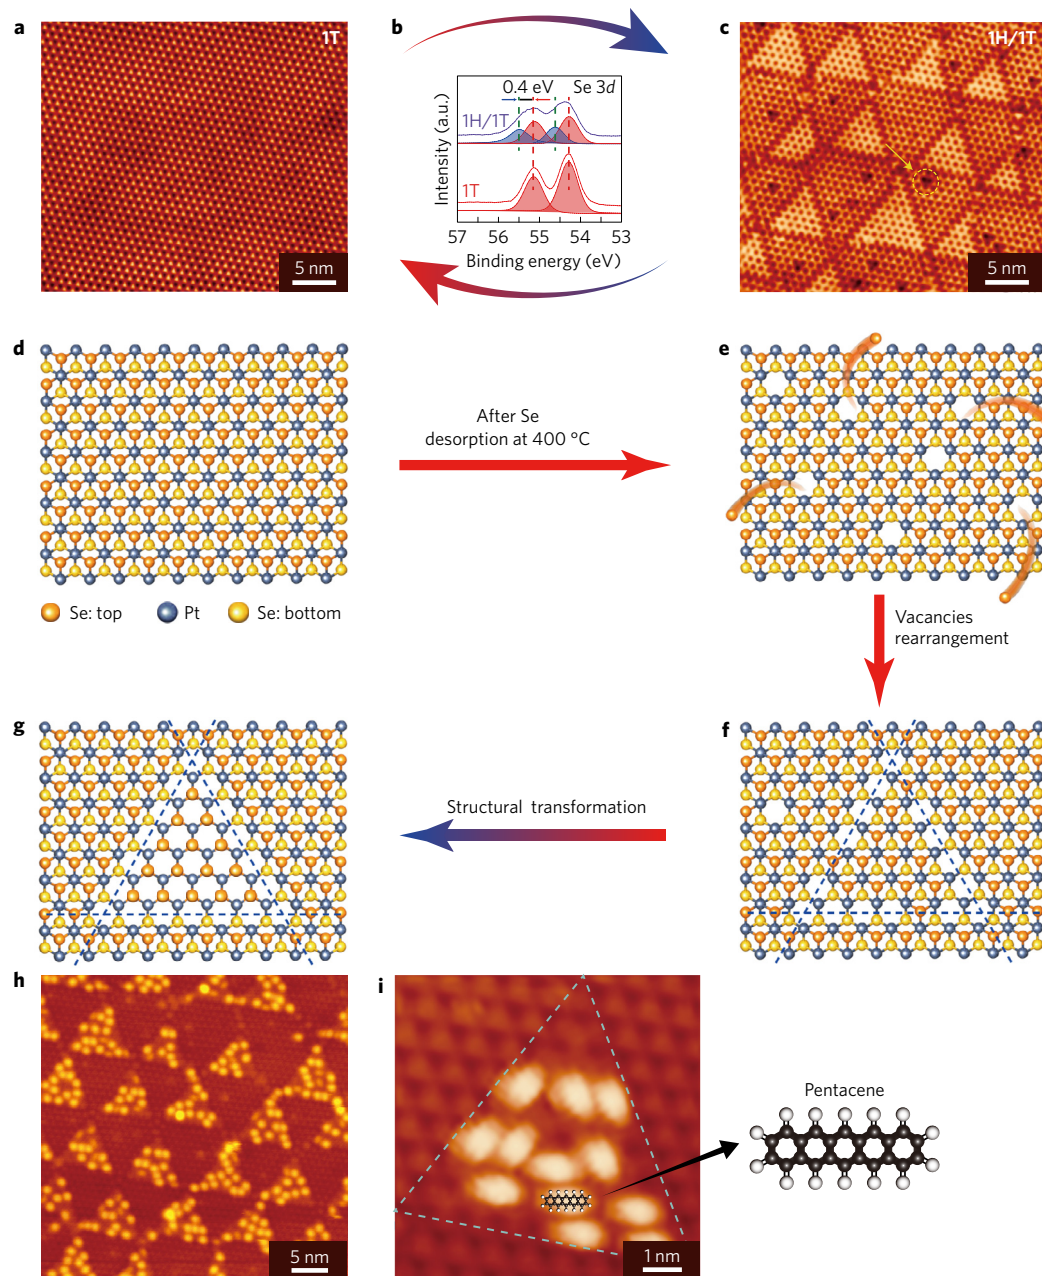 a
1T
5 nm
b
0.4 eV
Se 3d
1H/1T
1T
Intensity (a.u.)
57 56 55 54 53
Binding energy (eV)
c
1H/1T
5 nm
d
After Se
desorption at 400 °C
e
Se: top
Pt
Se: bottom
Vacancies
rearrangement
g
Structural transformation
f
h
5 nm
i
1 nm
Pentacene